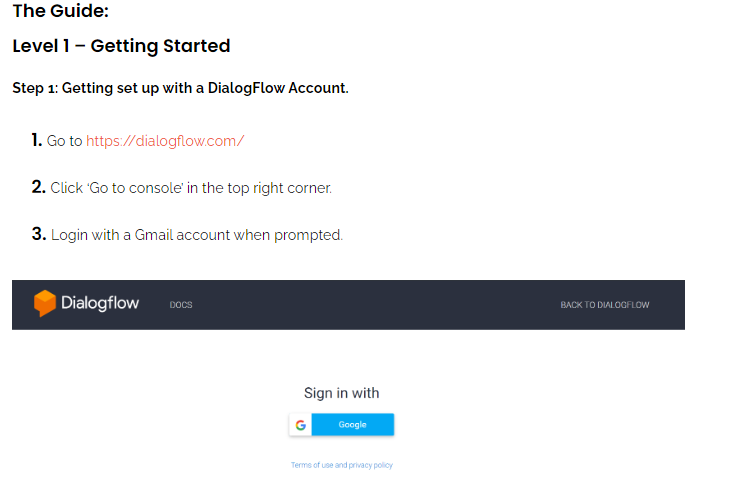 The Guide:
Level 1 – Getting Started
Step 1: Getting set up with a DialogFlow Account.
1. Go to https://dialogflow.com/
2. Click ‘Go to console’ in the top right corner.
3. Login with a Gmail account when prompted.
Dialogflow DOCS BACK TO DIALOGFLOW
Sign in with
G Google
Terms of use and privacy policy